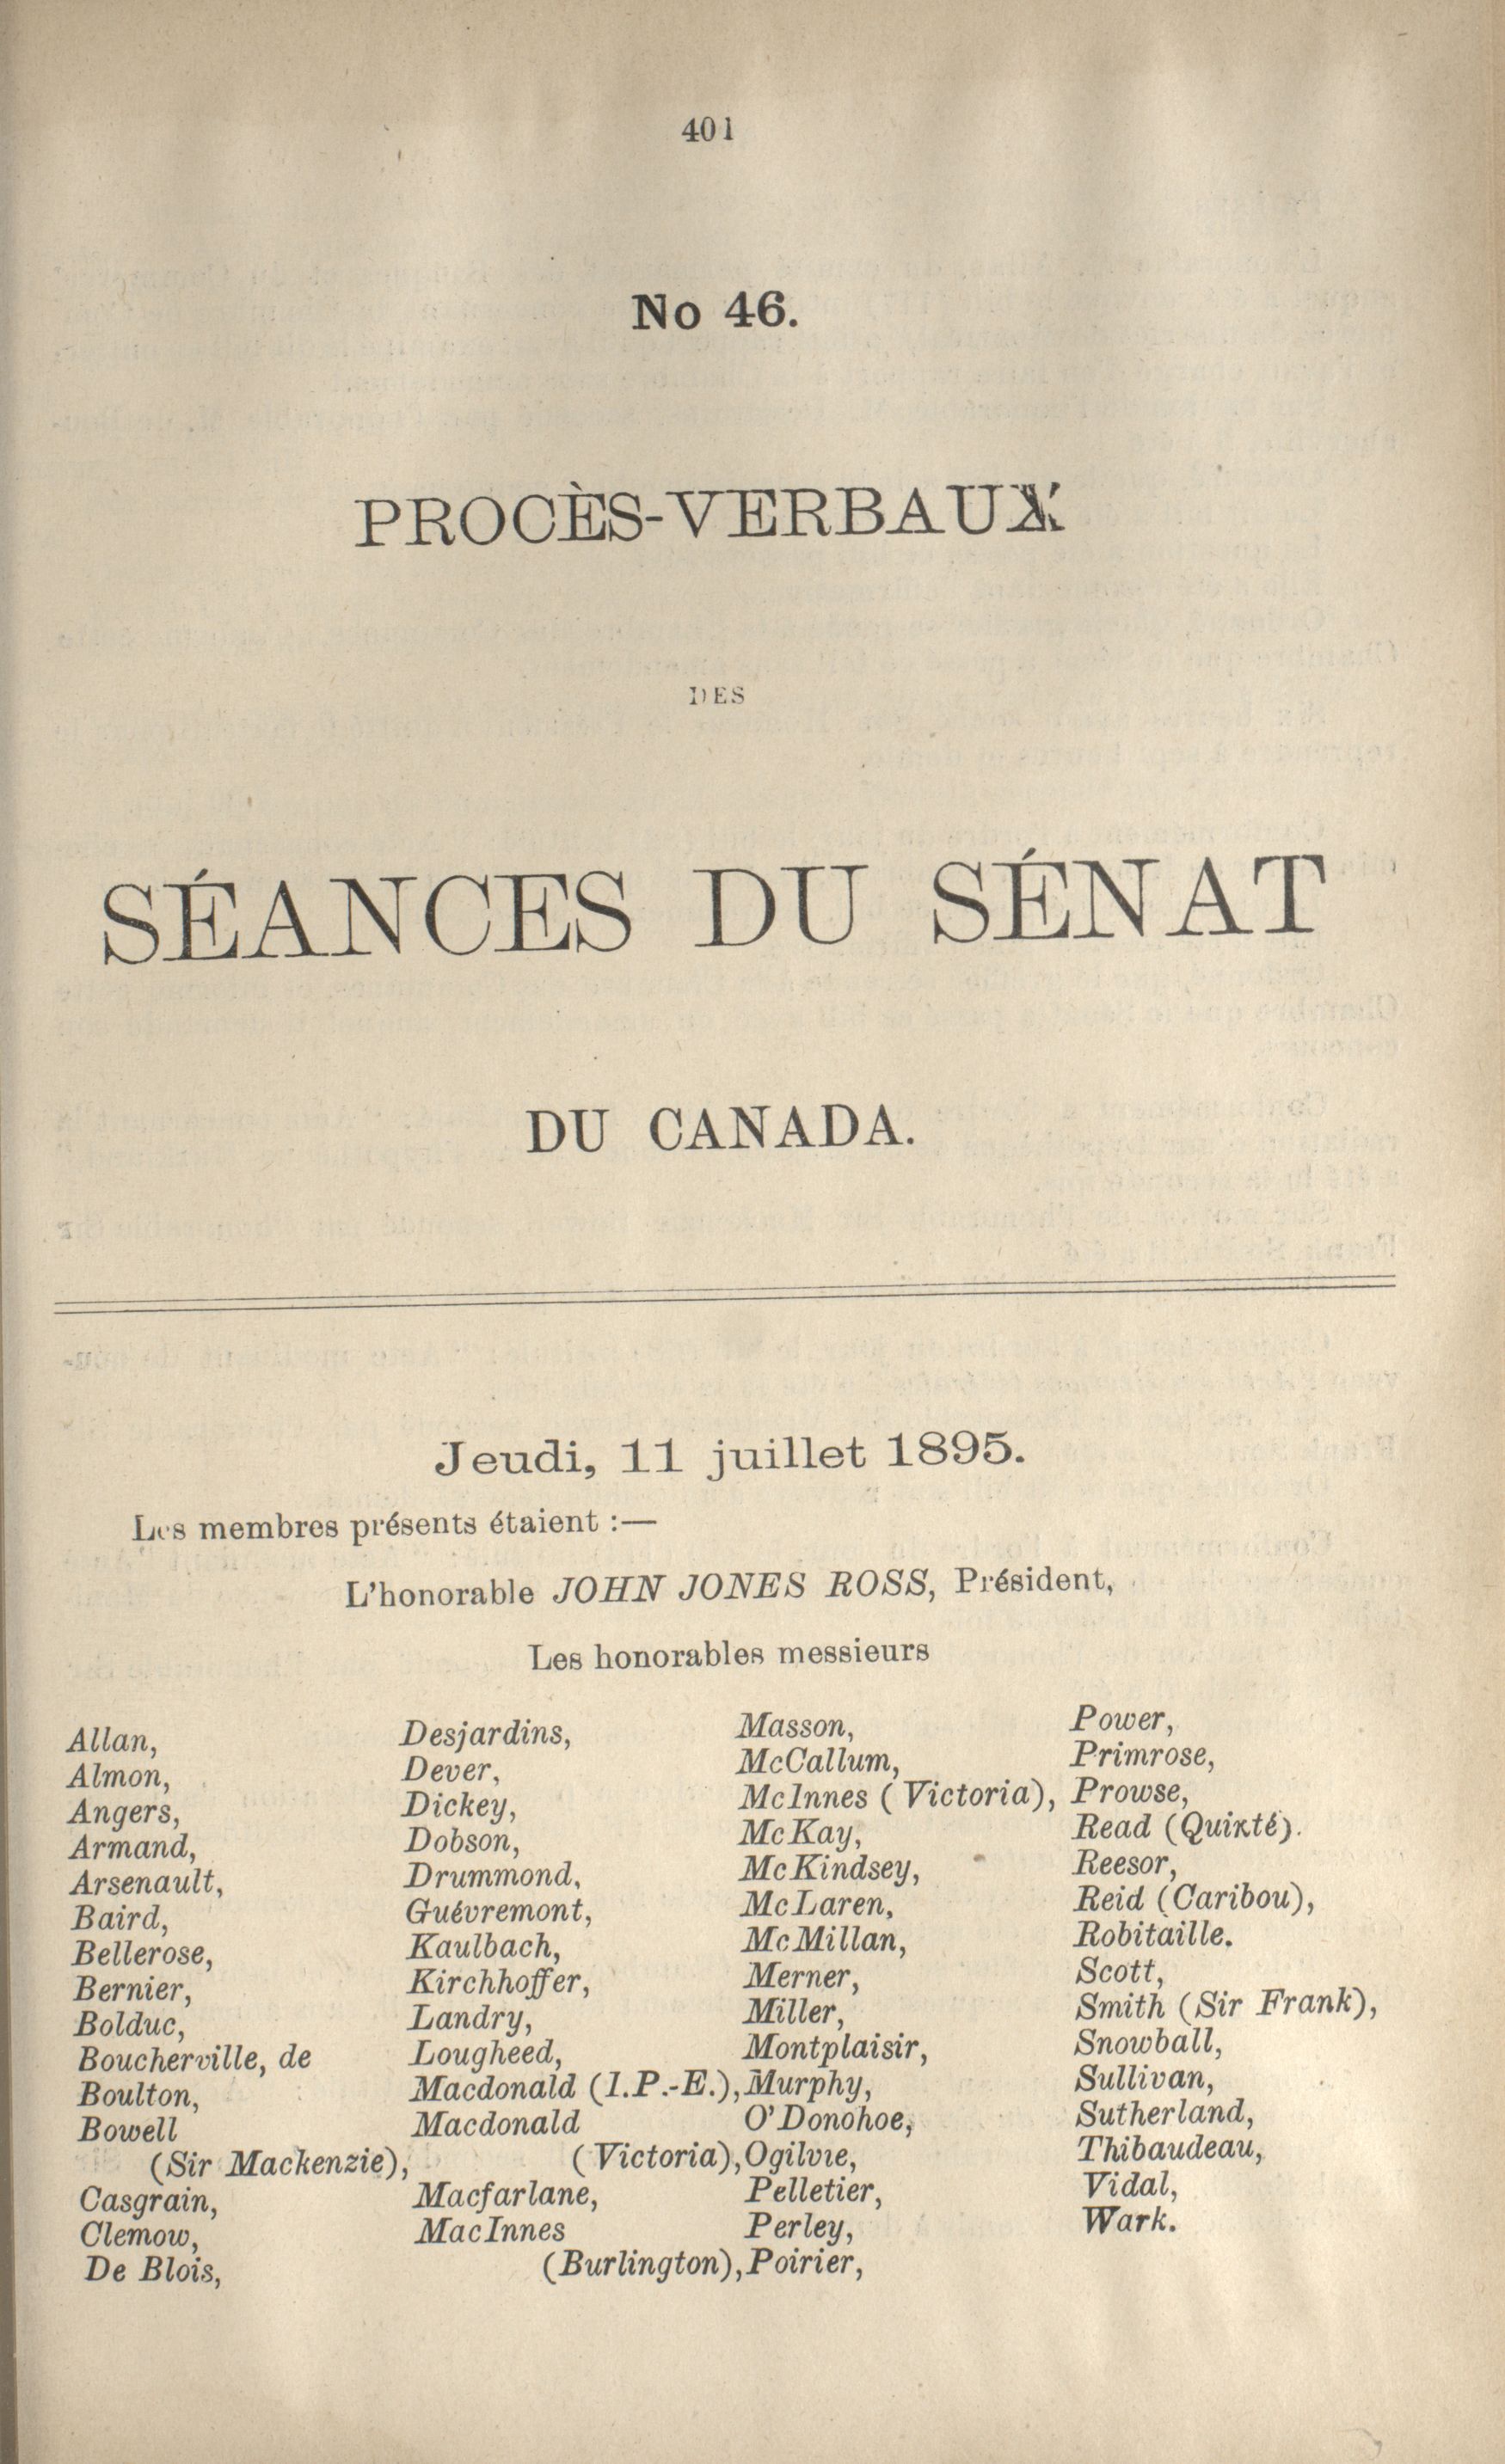 401
No 46.
PROCÈS-VERBAUX
DES
SÉANCES DU SÉNAT
DU CANADA.
Jeudi, 11 juillet 1895.
Les membres présents étaient :—
L'honorable JOHN JONES ROSS, Président,
Les honorables messieurs
Allan,
Almon,
Angers,
Armand,
Arsenault,
Baird,
Bellerose,
Bernier,
Bolduc,
Boucherville, de
Boulton,
Bowell
(Sir Mackenzie),
Casgrain,
Clemow,
De Blois,
Desjardins,
Dever,
Dickey,
Dobson,
Drummond,
Guévremont,
Kaulbach,
Kirchhoffer,
Landry,
Lougheed,
Macdonald (I.P.-E.),
Macdonald
(Victoria),
Macfarlane,
MacInnes
(Burlington),
Masson,
McCallum,
McInnes (Victoria),
McKay,
McKindsey,
McLaren,
McMillan,
Merner,
Miller,
Montplaisir,
Murphy,
O'Donohoe,
Ogilvie,
Pelletier,
Perley,
Poirier,
Power,
Primrose,
Prowse,
Read (Quinté).
Reesor,
Reid (Caribou),
Robitaille.
Scott,
Smith (Sir Frank),
Snowball,
Sullivan,
Sutherland,
Thibaudeau,
Vidal,
Wark.